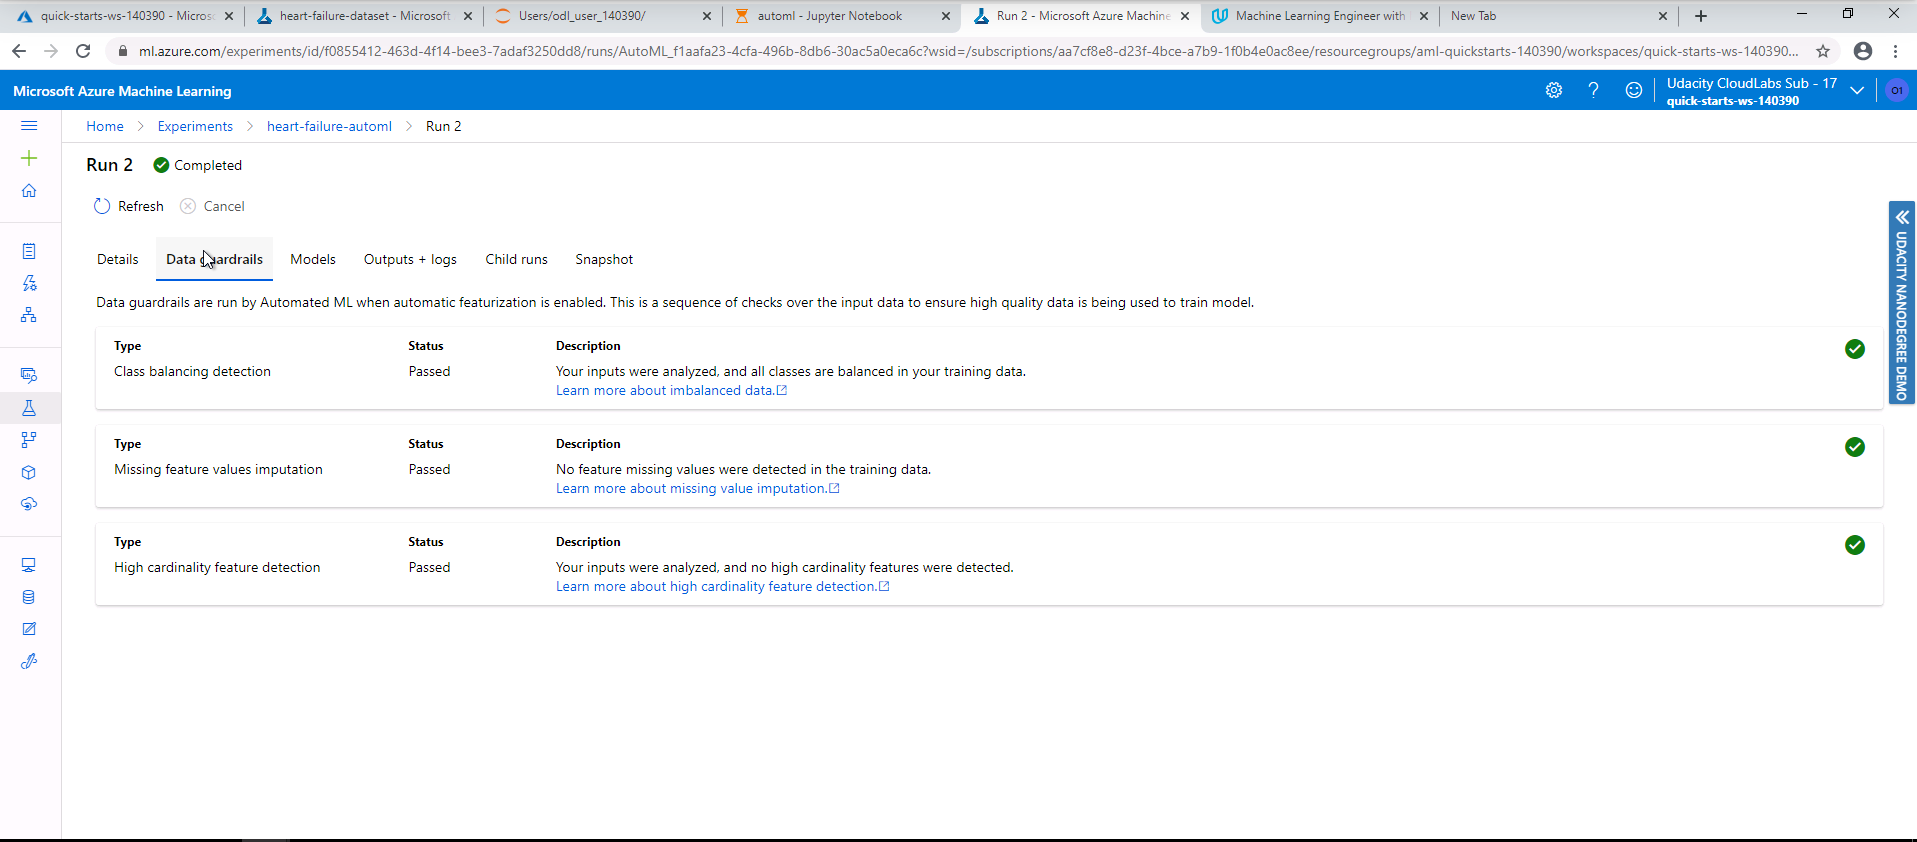 quick-starts-ws-140390 - Micros
heart-failure-dataset - Microsoft
Users/odl_user_140390/
automl - Jupyter Notebook
Run 2 - Microsoft Azure Machine
Machine Learning Engineer with
New Tab
ml.azure.com/experiments/id/f0855412-463d-4f14-bee3-7adaf3250dd8/runs/AutoML_f1aafa23-4cfa-496b-8db6-30ac5a0eca6c?wsid=/subscriptions/aa7cf8e8-d23f-4bce-a7b9-1f0b4e0ac8ee/resourcegroups/aml-quickstarts-140390/workspaces/quick-starts-ws-140390...
Microsoft Azure Machine Learning
Udacity CloudLabs Sub - 17
quick-starts-ws-140390
O1
Home > Experiments > heart-failure-automl > Run 2
Run 2 Completed
Refresh Cancel
Details Data guardrails Models Outputs + logs Child runs Snapshot
Data guardrails are run by Automated ML when automatic featurization is enabled. This is a sequence of checks over the input data to ensure high quality data is being used to train model.
Type Status Description
Class balancing detection Passed Your inputs were analyzed, and all classes are balanced in your training data.
Learn more about imbalanced data.
Type Status Description
Missing feature values imputation Passed No feature missing values were detected in the training data.
Learn more about missing value imputation.
Type Status Description
High cardinality feature detection Passed Your inputs were analyzed, and no high cardinality features were detected.
Learn more about high cardinality feature detection.
UDACITY NANODEGREE DEMO